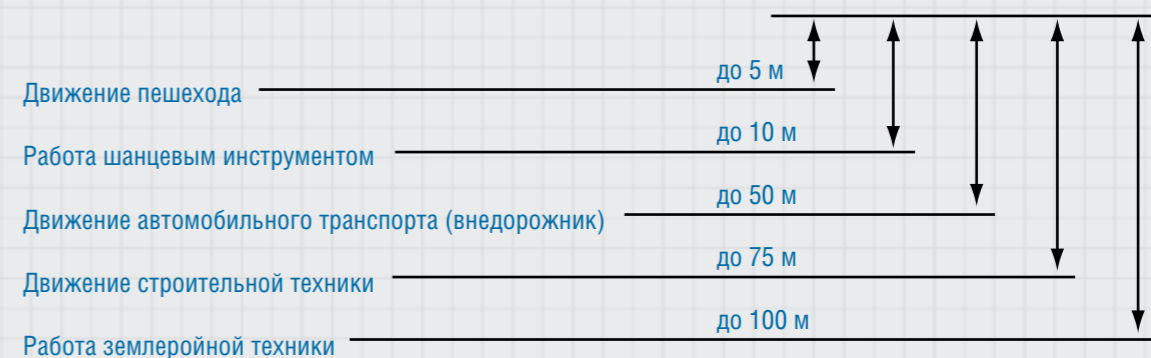 до 5 м
Движение пешехода
до 10 м
Работа шанцевым инструментом
до 50 м
Движение автомобильного транспорта (внедорожник)
до 75 м
Движение строительной техники
до 100 м
Работа землеройной техники